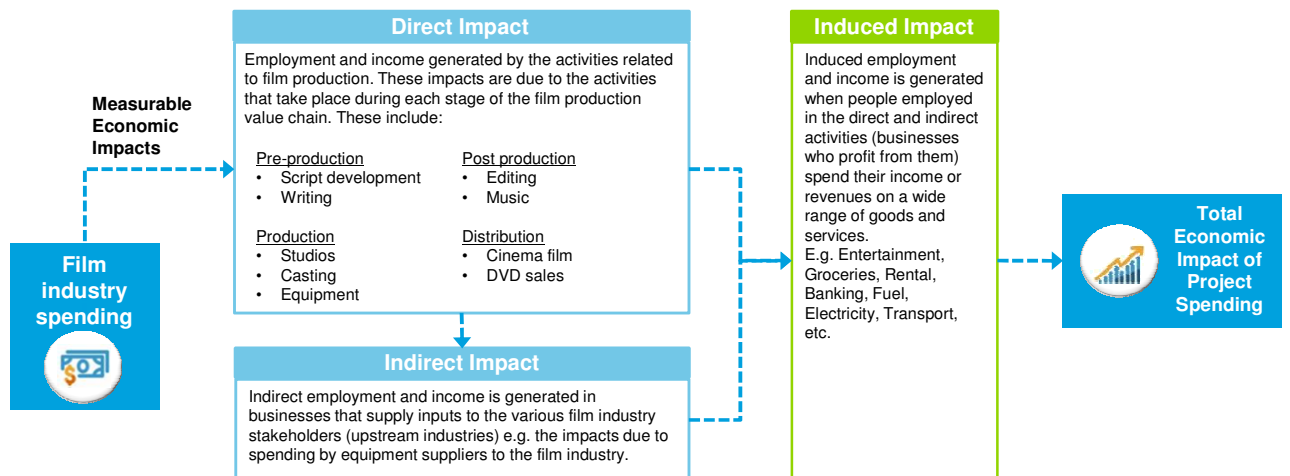 Measurable
Economic
Impacts
Film
industry
spending
$
Direct Impact
Employment and income generated by the activities related
to film production. These impacts are due to the activities
that take place during each stage of the film production
value chain. These include:
Pre-production
• Script development
• Writing
Post production
• Editing
• Music
Production
• Studios
• Casting
• Equipment
Distribution
• Cinema film
• DVD sales
Indirect Impact
Indirect employment and income is generated in
businesses that supply inputs to the various film industry
stakeholders (upstream industries) e.g. the impacts due to
spending by equipment suppliers to the film industry.
Induced Impact
Induced employment
and income is generated
when people employed
in the direct and indirect
activities (businesses
who profit from them)
spend their income or
revenues on a wide
range of goods and
services.
E.g. Entertainment,
Groceries, Rental,
Banking, Fuel,
Electricity, Transport,
etc.
Total
Economic
Impact of
Project
Spending